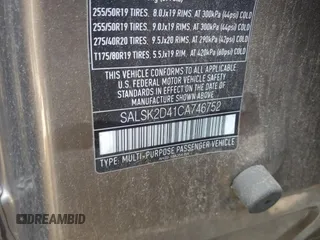 255/50R19 TIRES. 8.0Jx19 RIMS. AT 300kPa (44psi) COLD
255/50R19 TIRES. 9.0Jx19 RIMS. AT 300kPa (44psi) COLD
275/40R20 TIRES. 9.5Jx20 RIMS. AT 290kPa (42psi) COLD
T175/80R19 TIRES. 5.5Jx19 RIM. AT 420kPa (60psi) COLD
THIS VEHICLE CONFORMS TO ALL APPLICABLE
U.S. FEDERAL MOTOR VEHICLE SAFETY STANDARDS
IN EFFECT ON THE DATE OF MANUFACTURE
SHOWN ABOVE.
SALSK2D41CA746752
TYPE: MULTI-PURPOSE PASSENGER VEHICLE
DREAMBID